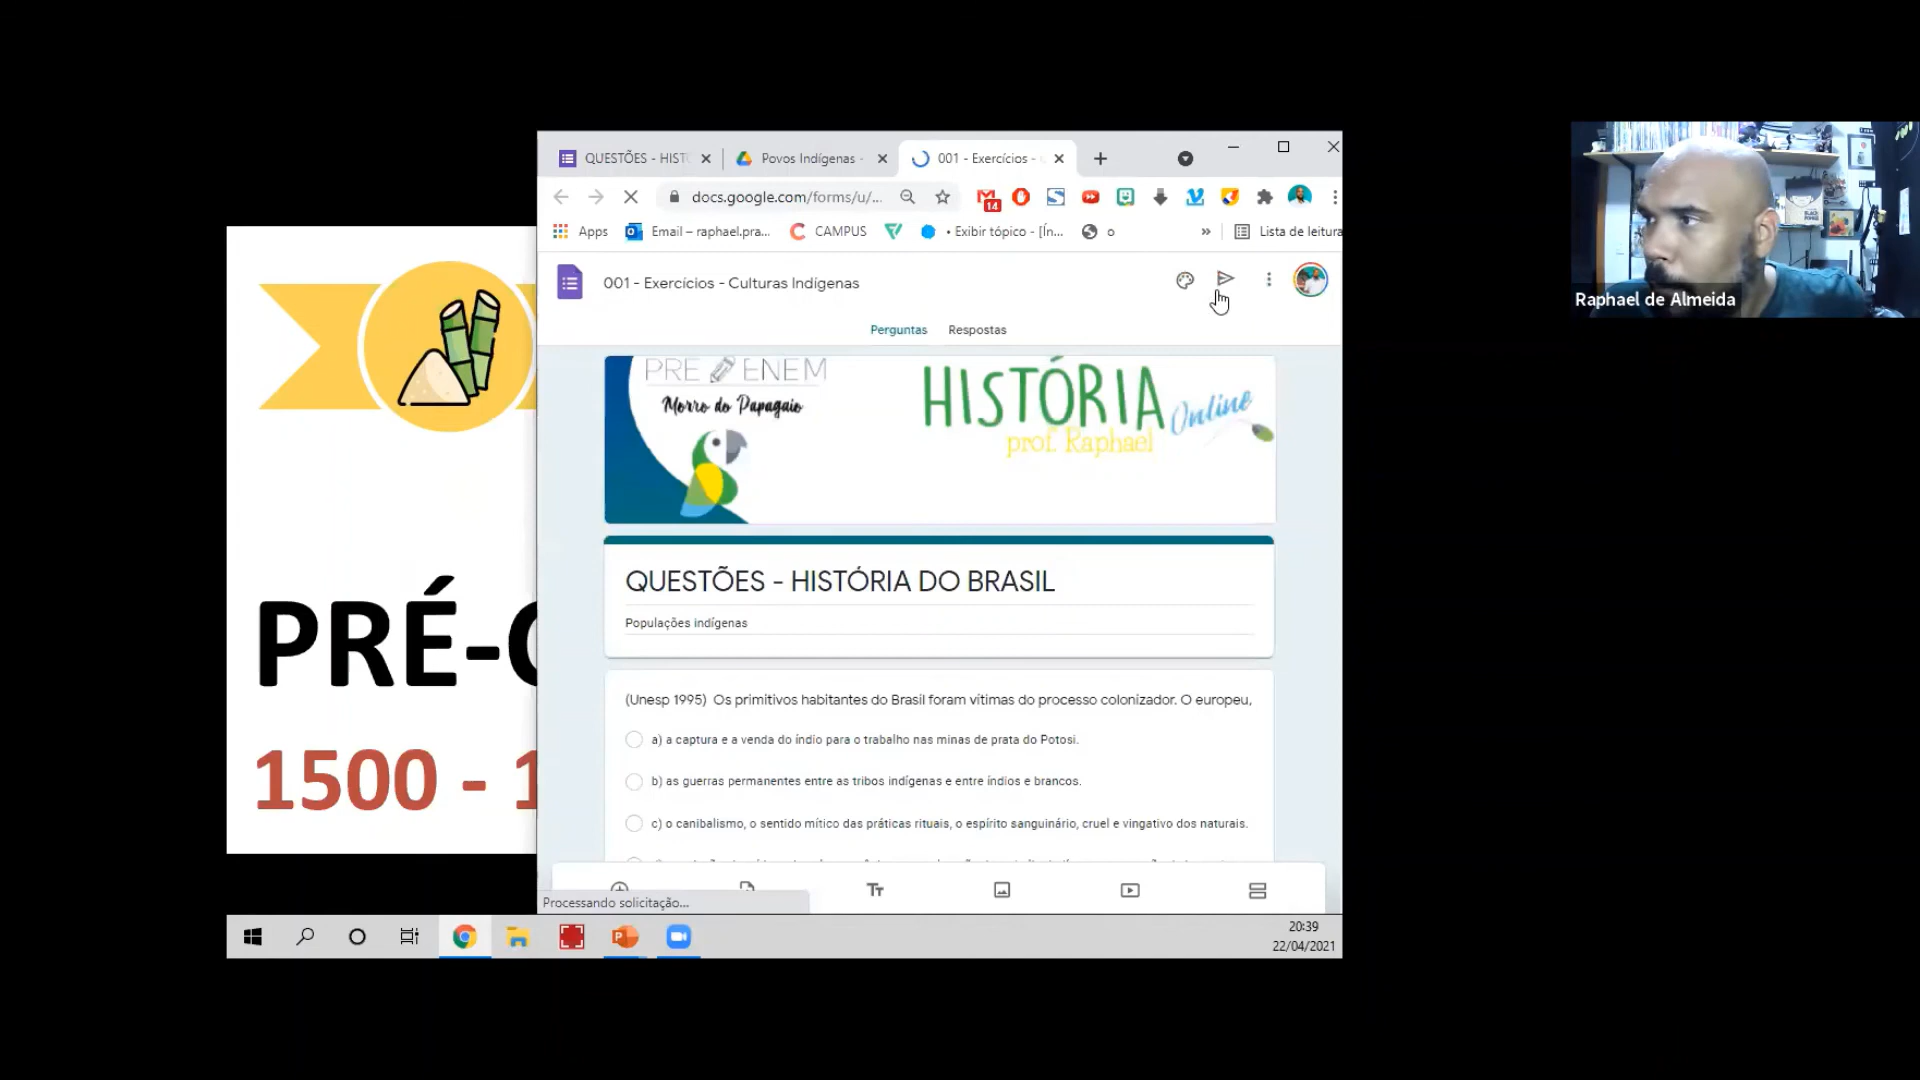 QUESTÕES - HIST
Povos Indígenas -
001 - Exercícios -
docs.google.com/forms/u/...
14
Apps
Email – raphael.pra...
CAMPUS
• Exibir tópico - [Ín...
o
»
Lista de leitura
001 - Exercícios - Culturas Indígenas
Perguntas
Respostas
PRE ENEM
Morro do Papagaio
HISTÓRIA
Online
prof. Raphael
QUESTÕES - HISTÓRIA DO BRASIL
Populações indígenas
(Unesp 1995) Os primitivos habitantes do Brasil foram vítimas do processo colonizador. O europeu,
a) a captura e a venda do índio para o trabalho nas minas de prata do Potosi.
b) as guerras permanentes entre as tribos indígenas e entre índios e brancos.
c) o canibalismo, o sentido mítico das práticas rituais, o espírito sanguinário, cruel e vingativo dos naturais.
Tт
Processando solicitação...
PRÉ-
1500 - 1
20:39
22/04/2021
Raphael de Almeida